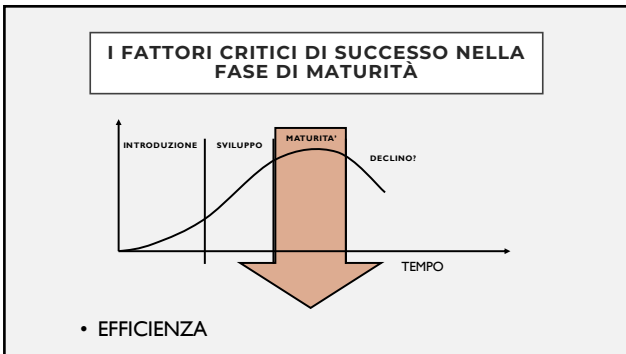 I FATTORI CRITICI DI SUCCESSO NELLA
FASE DI MATURITÀ
INTRODUZIONE
SVILUPPO
MATURITA'
DECLINO?
TEMPO
• EFFICIENZA